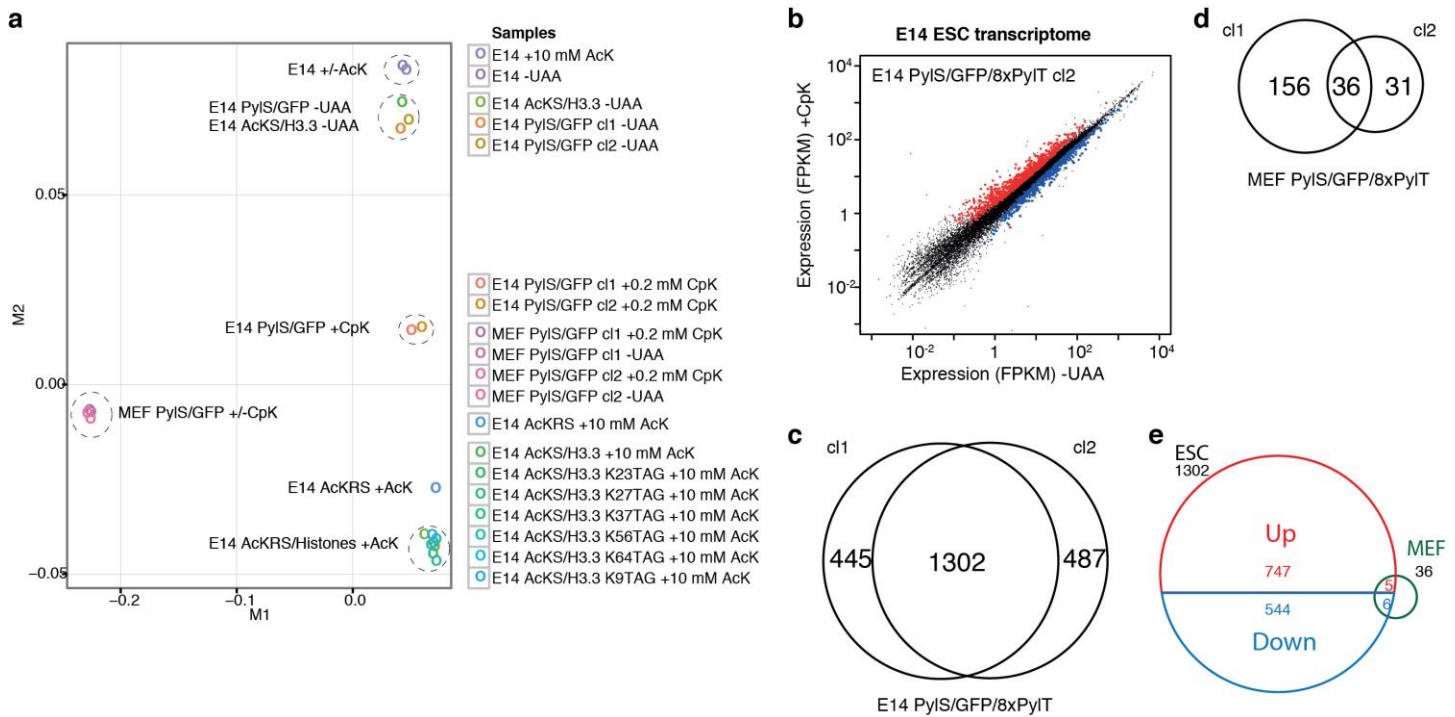 a
Samples
E14 +/-AcK
E14 PylS/GFP -UAA
E14 AcKS/H3.3 -UAA
E14 PylS/GFP +CpK
MEF PylS/GFP +/-CpK
E14 AcKRS +AcK
E14 AcKRS/Histones +AcK
0.05
0.00
−0.05
M2
−0.2
−0.1
0.0
M1
E14 +10 mM AcK
E14 -UAA
E14 AcKS/H3.3 -UAA
E14 PylS/GFP cl1 -UAA
E14 PylS/GFP cl2 -UAA
E14 PylS/GFP cl1 +0.2 mM CpK
E14 PylS/GFP cl2 +0.2 mM CpK
MEF PylS/GFP cl1 +0.2 mM CpK
MEF PylS/GFP cl1 -UAA
MEF PylS/GFP cl2 +0.2 mM CpK
MEF PylS/GFP cl2 -UAA
E14 AcKRS +10 mM AcK
E14 AcKS/H3.3 +10 mM AcK
E14 AcKS/H3.3 K23TAG +10 mM AcK
E14 AcKS/H3.3 K27TAG +10 mM AcK
E14 AcKS/H3.3 K37TAG +10 mM AcK
E14 AcKS/H3.3 K56TAG +10 mM AcK
E14 AcKS/H3.3 K64TAG +10 mM AcK
E14 AcKS/H3.3 K9TAG +10 mM AcK
b
E14 ESC transcriptome
E14 PylS/GFP/8xPylT cl2
10⁴
10²
1
10⁻²
Expression (FPKM) +CpK
10⁻²
1
10²
10⁴
Expression (FPKM) -UAA
c
cl1
cl2
445
1302
487
E14 PylS/GFP/8xPylT
d
cl1
cl2
156
36
31
MEF PylS/GFP/8xPylT
e
ESC
1302
Up
747
MEF
36
5
6
544
Down